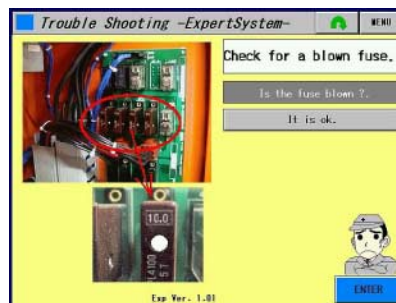 Trouble Shooting -ExpertSystem-
MENU
Check for a blown fuse.
Is the fuse blown ?.
It is ok.
10.0
ENTER
Exp Ver. 1.01